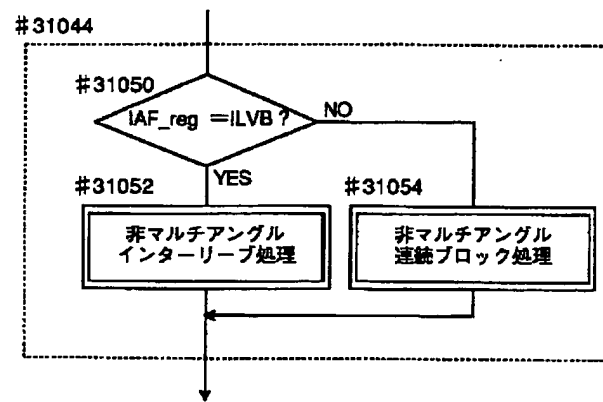 #31044
#31050
IAF_reg =ILVB ?
NO
YES
#31052
#31054
非マルチアングル
インターリーブ処理
非マルチアングル
連続ブロック処理